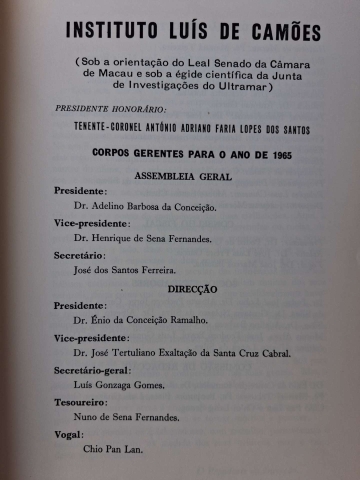 INSTITUTO LUÍS DE CAMÕES
(Sob a orientação do Leal Senado da Câmara
de Macau e sob a égide científica da Junta
de Investigações do Ultramar)
PRESIDENTE HONORÁRIO:
TENENTE-CORONEL ANTÓNIO ADRIANO FARIA LOPES DOS SANTOS
CORPOS GERENTES PARA O ANO DE 1965
ASSEMBLEIA GERAL
Presidente:
Dr. Adelino Barbosa da Conceição.
Vice-presidente:
Dr. Henrique de Sena Fernandes.
Secretário:
José dos Santos Ferreira.
DIRECÇÃO
Presidente:
Dr. Énio da Conceição Ramalho.
Vice-presidente:
Dr. José Tertuliano Exaltação da Santa Cruz Cabral.
Secretário-geral:
Luís Gonzaga Gomes.
Tesoureiro:
Nuno de Sena Fernandes.
Vogal:
Chio Pan Lan.